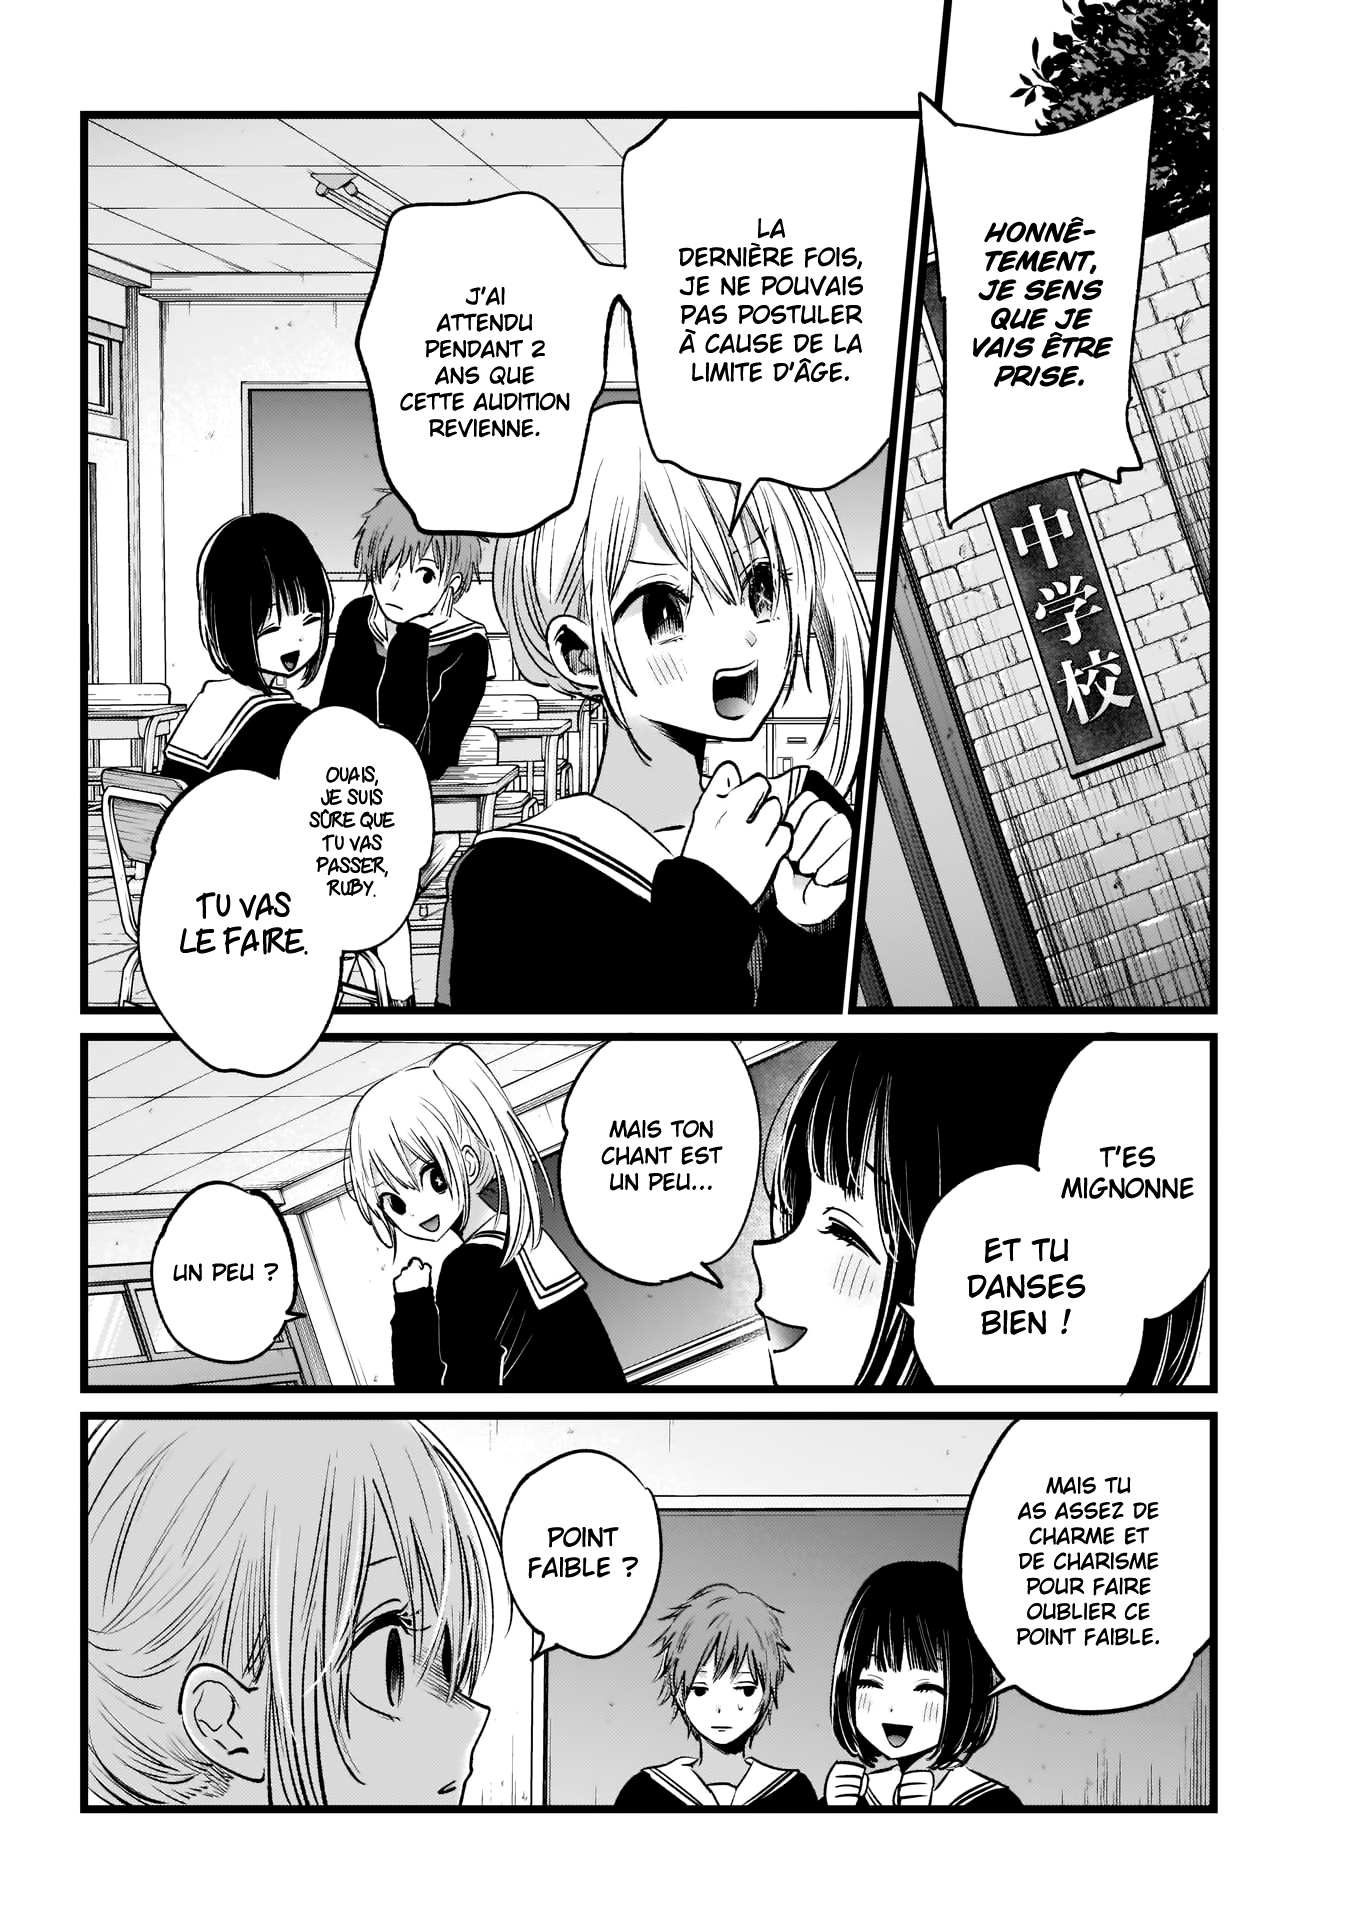 HONNÊ-
TEMENT,
JE SENS
QUE JE
VAIS ÊTRE
PRISE.
中学校
LA
DERNIÈRE FOIS,
JE NE POUVAIS
PAS POSTULER
À CAUSE DE LA
LIMITE D'ÂGE.
J'AI
ATTENDU
PENDANT 2
ANS QUE
CETTE AUDITION
REVIENNE.
OUAIS,
JE SUIS
SÛRE QUE
TU VAS
PASSER,
RUBY.
TU VAS
LE FAIRE.
T'ES
MIGNONNE
ET TU
DANSES
BIEN !
MAIS TON
CHANT EST
UN PEU...
UN PEU ?
MAIS TU
AS ASSEZ DE
CHARME ET
DE CHARISME
POUR FAIRE
OUBLIER CE
POINT FAIBLE.
POINT
FAIBLE ?